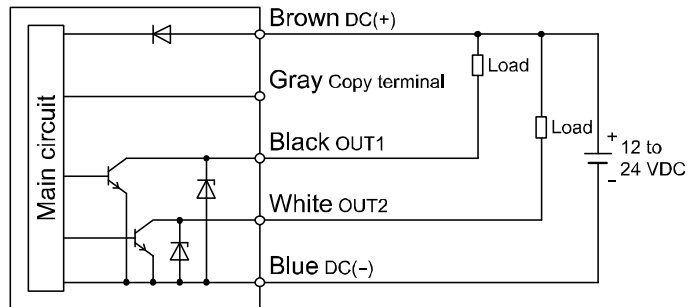 Brown DC(+)
Load
Gray Copy terminal
Load
Main circuit
Black OUT1
+
12 to
24 VDC
-
White OUT2
Blue DC(-)